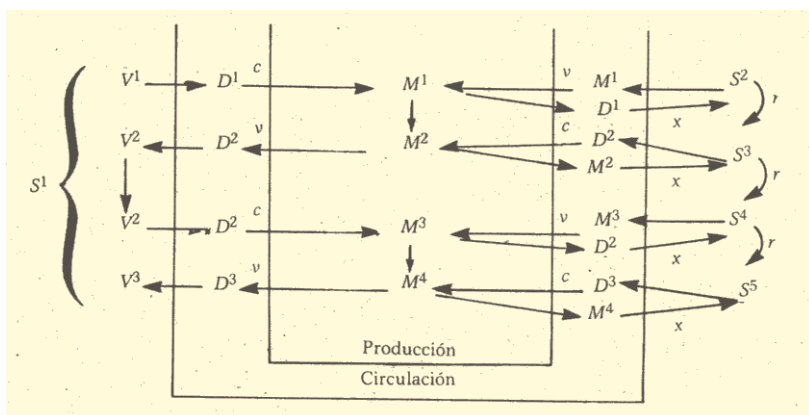 c v
V¹ D¹ M¹ M¹ S²
D¹ r
x
v c
V² D² M² D²
M² S³
x r
S¹
c v
V² D² M³ M³ S⁴
D² r
x
v c
V³ D³ M⁴ D³ S⁵
M⁴
x
Producción
Circulación